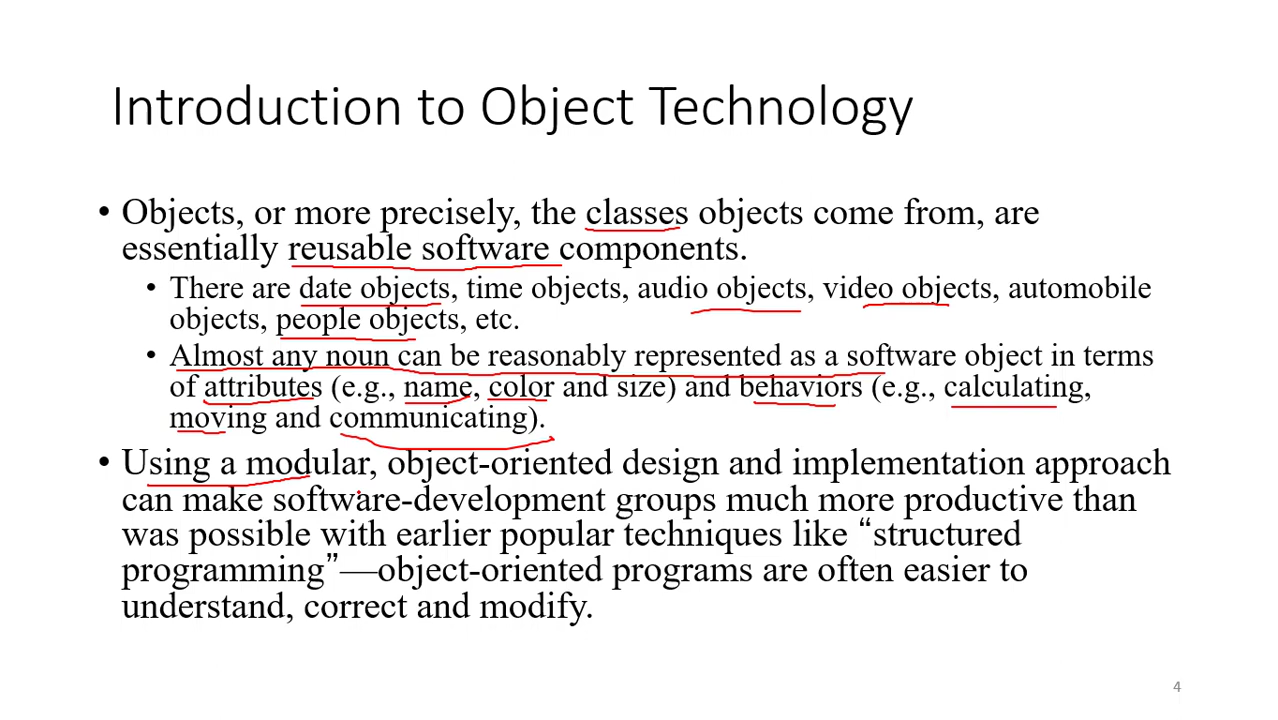 Introduction to Object Technology
• Objects, or more precisely, the classes objects come from, are
essentially reusable software components.
• There are date objects, time objects, audio objects, video objects, automobile
objects, people objects, etc.
• Almost any noun can be reasonably represented as a software object in terms
of attributes (e.g., name, color and size) and behaviors (e.g., calculating,
moving and communicating).
• Using a modular, object-oriented design and implementation approach
can make software-development groups much more productive than
was possible with earlier popular techniques like “structured
programming”—object-oriented programs are often easier to
understand, correct and modify.
4